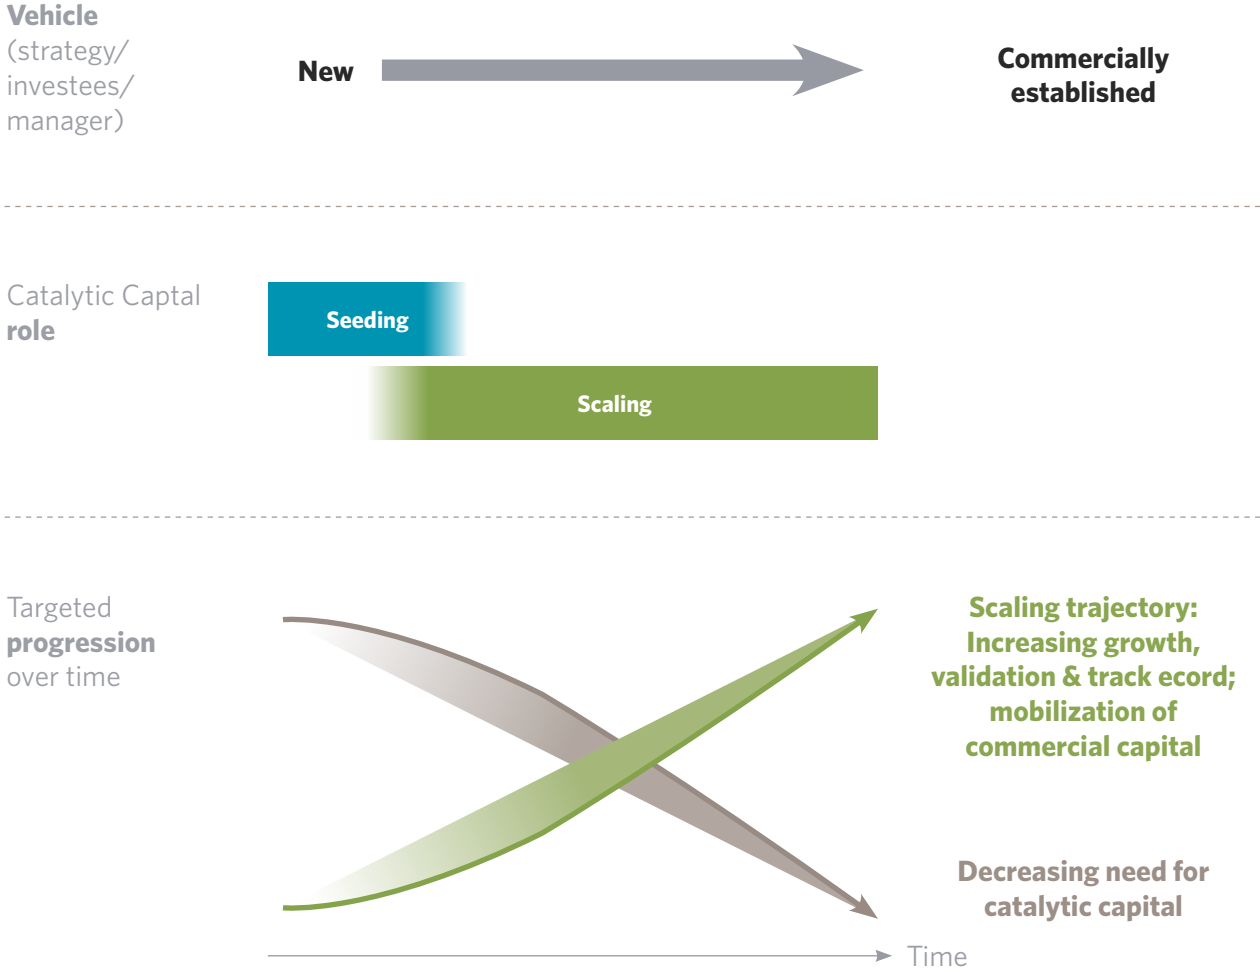 Vehicle
(strategy/
investees/
manager)
New
Commercially
established
Catalytic Captal
role
Seeding
Scaling
Targeted
progression
over time
Scaling trajectory:
Increasing growth,
validation & track ecord;
mobilization of
commercial capital
Decreasing need for
catalytic capital
Time